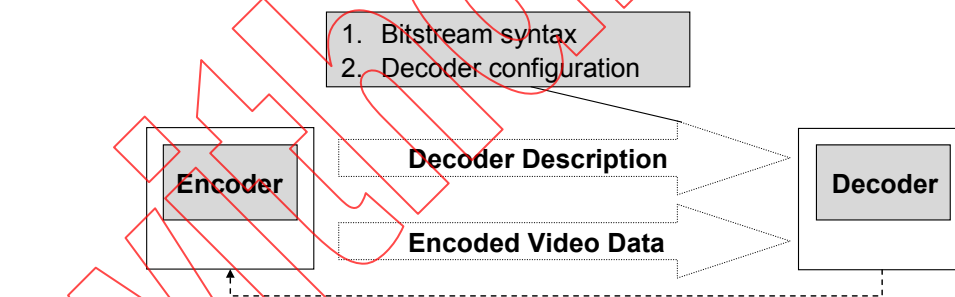 1. Bitstream syntax
2. Decoder configuration
Decoder Description
Encoder
Decoder
Encoded Video Data